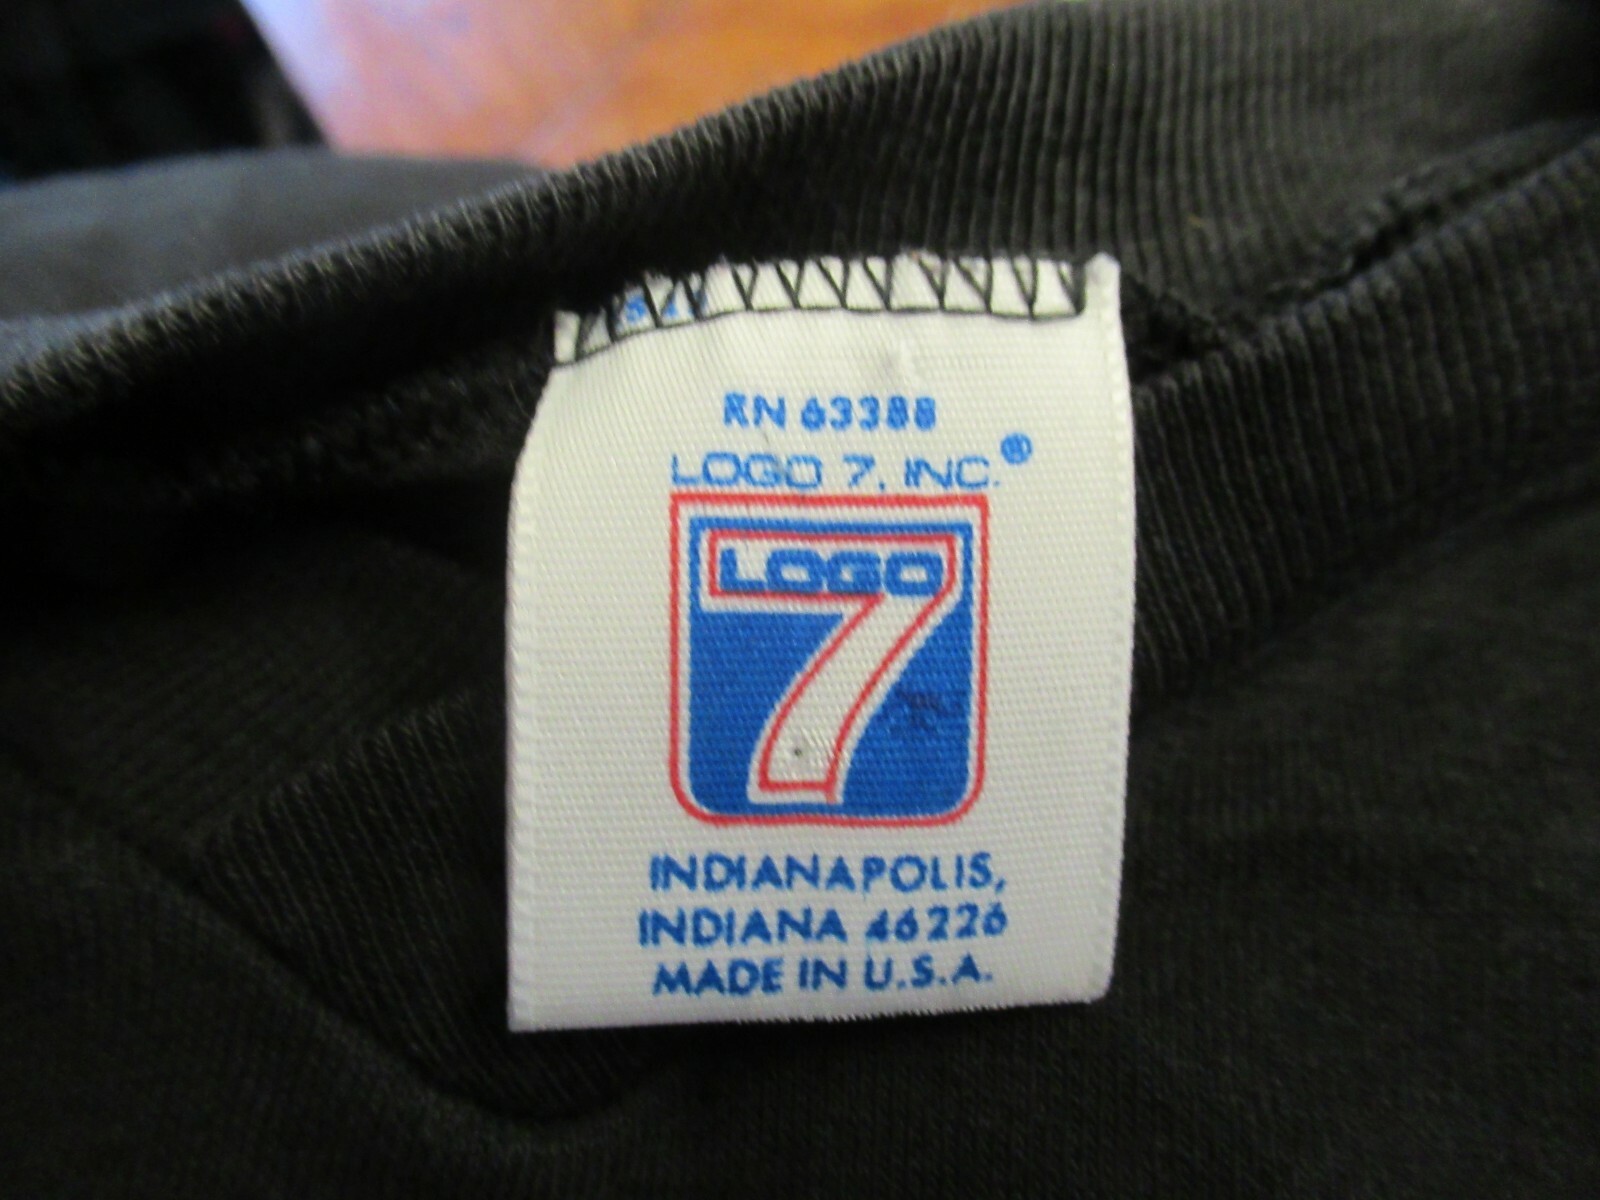 RN 63388
LOGO 7, INC.®
LOGO
7
INDIANAPOLIS,
INDIANA 46226
MADE IN U.S.A.